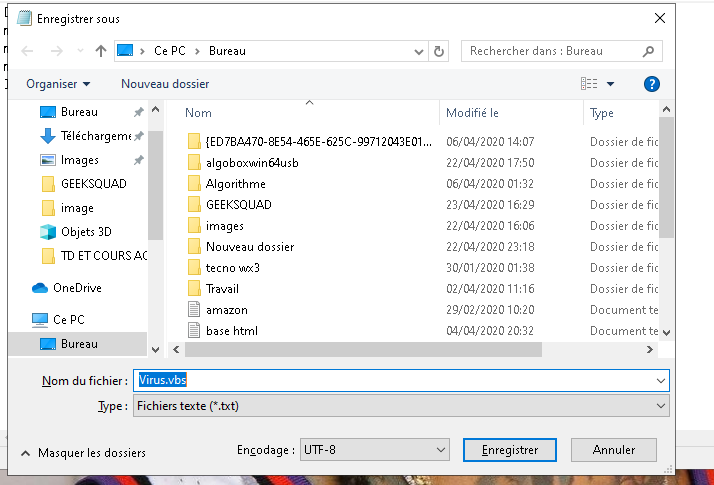 Enregistrer sous
Ce PC > Bureau
Rechercher dans : Bureau
Organiser
Nouveau dossier
?
Bureau
Téléchargeme
Images
GEEKSQUAD
image
Objets 3D
TD ET COURS AC
OneDrive
Ce PC
Bureau
Nom Modifié le Type
{ED7BA470-8E54-465E-625C-99712043E01... 06/04/2020 14:07 Dossier de fic
algoboxwin64usb 22/04/2020 17:50 Dossier de fic
Algorithme 06/04/2020 01:32 Dossier de fic
GEEKSQUAD 23/04/2020 16:29 Dossier de fic
images 22/04/2020 16:06 Dossier de fic
Nouveau dossier 22/04/2020 23:18 Dossier de fic
tecno wx3 30/01/2020 01:38 Dossier de fic
Travail 02/04/2020 11:16 Dossier de fic
amazon 29/02/2020 10:20 Document te
base html 04/04/2020 20:32 Document te
Nom du fichier : Virus.vbs
Type : Fichiers texte (*.txt)
Masquer les dossiers
Encodage : UTF-8
Enregistrer
Annuler